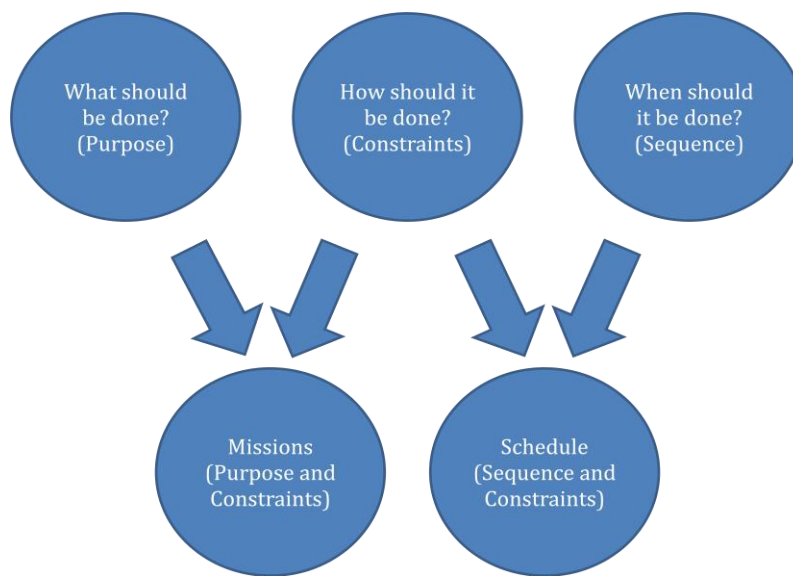 What should
be done?
(Purpose)
How should it
be done?
(Constraints)
When should
it be done?
(Sequence)
Missions
(Purpose and
Constraints)
Schedule
(Sequence and
Constraints)